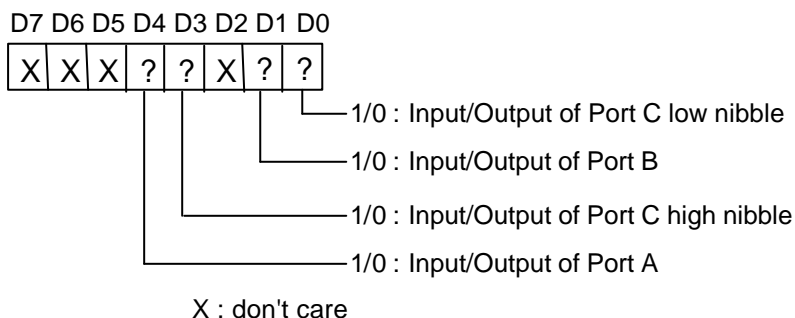 D7 D6 D5 D4 D3 D2 D1 D0
X X X ? ? X ? ?
1/0 : Input/Output of Port C low nibble
1/0 : Input/Output of Port B
1/0 : Input/Output of Port C high nibble
1/0 : Input/Output of Port A
X : don't care